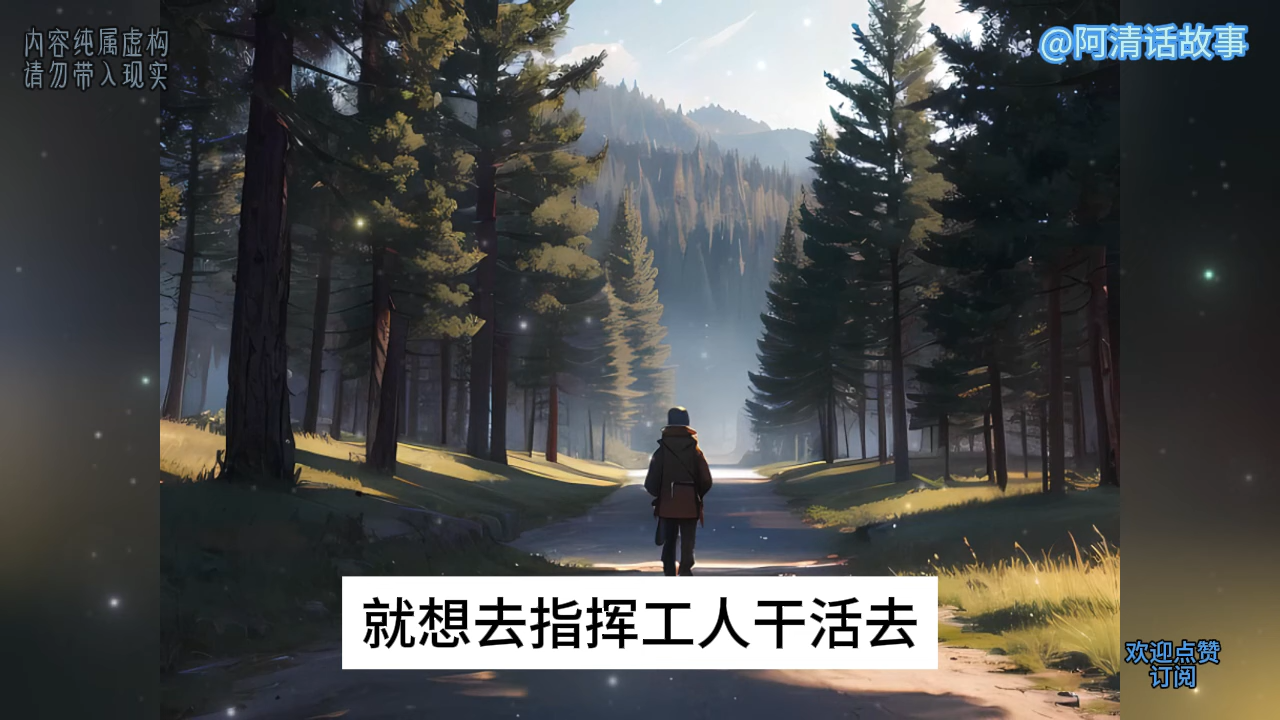 内容纯属虚构
请勿带入现实
@阿清话故事
就想去指挥工人干活去
欢迎点赞
订阅